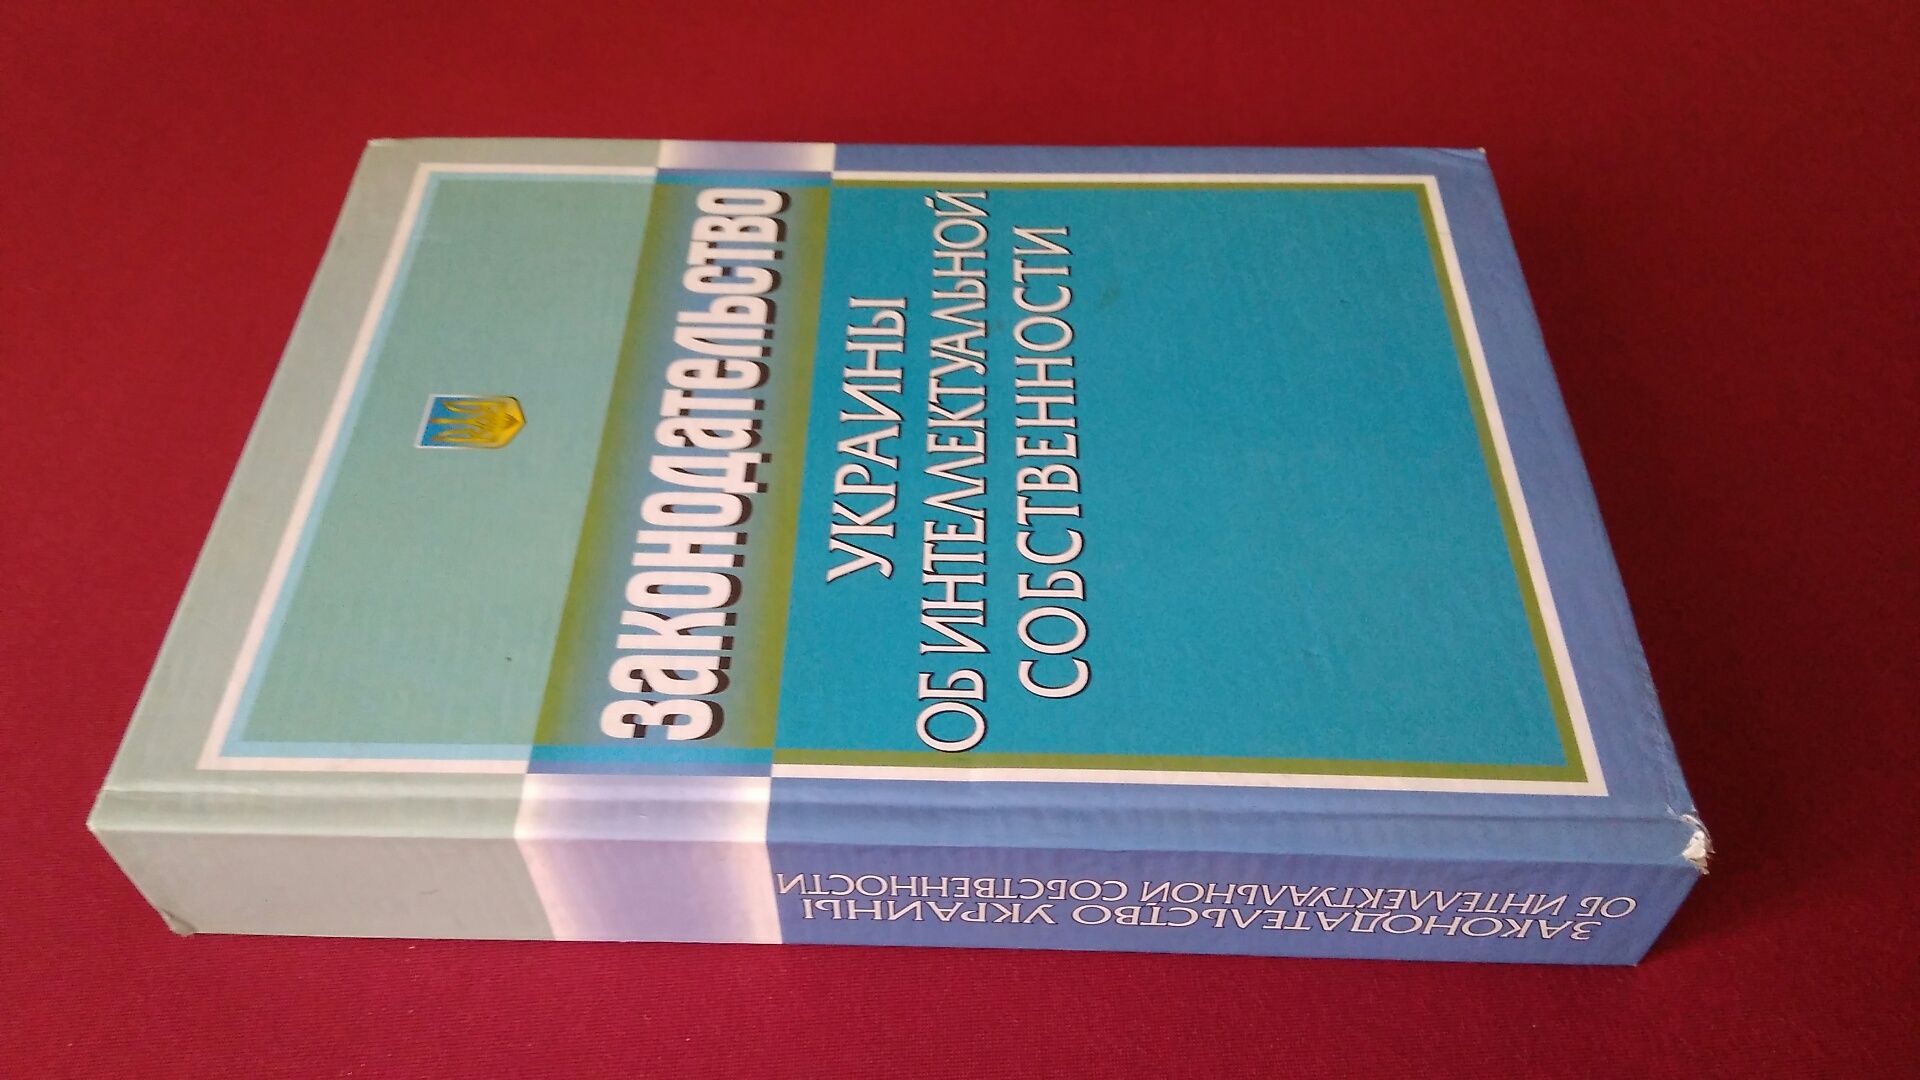 законодательство
УКРАИНЫ
ОБ ИНТЕЛЛЕКТУАЛЬНОЙ
СОБСТВЕННОСТИ
ЗАКОНОДАТЕЛЬСТВО УКРАИНЫ
ОБ ИНТЕЛЛЕКТУАЛЬНОЙ СОБСТВЕННОСТИ